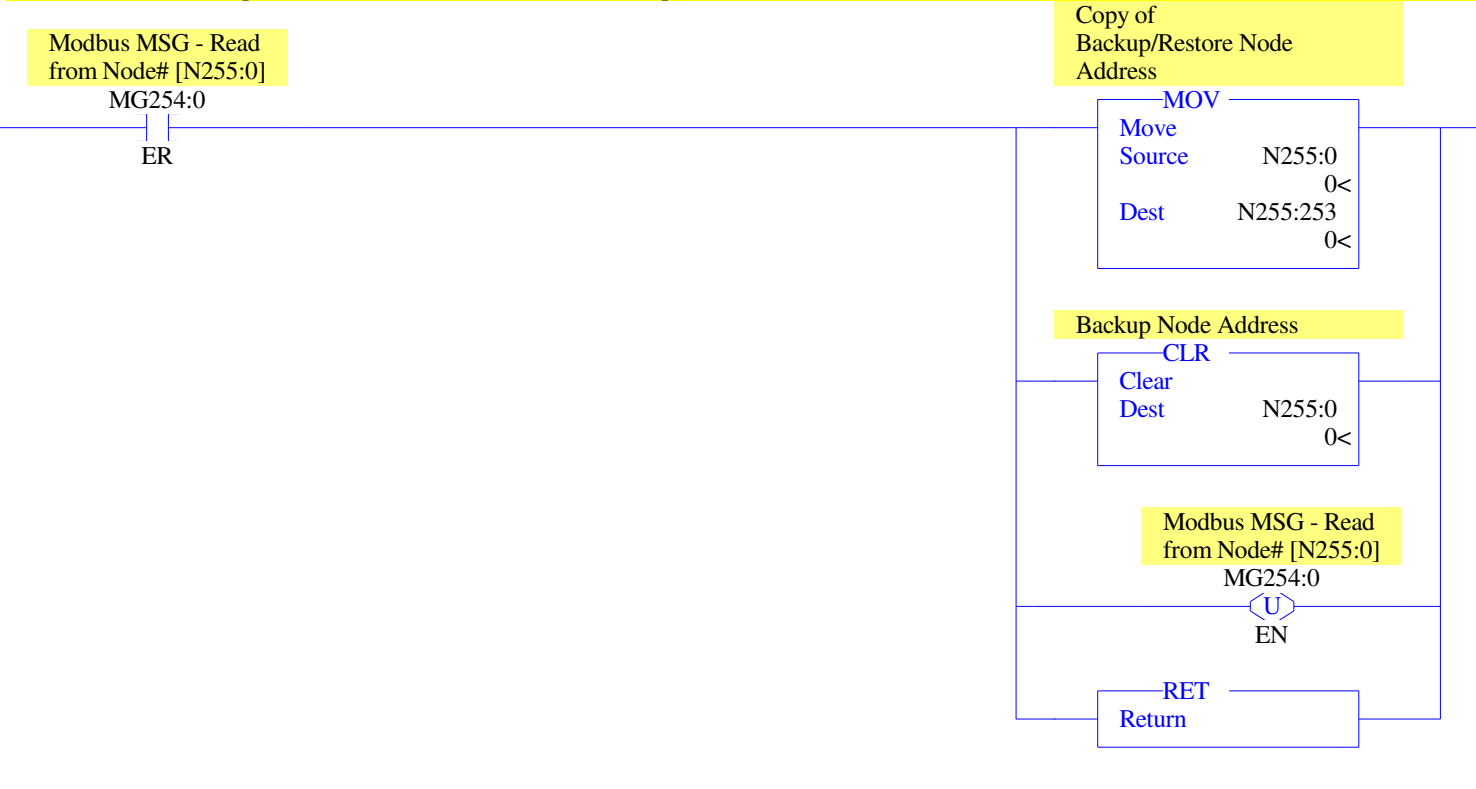 Copy of
Backup/Restore Node
Address
Modbus MSG - Read
from Node# [N255:0]
MG254:0
ER
MOV
Move
Source N255:0
0<
Dest N255:253
0<
Backup Node Address
CLR
Clear
Dest N255:0
0<
Modbus MSG - Read
from Node# [N255:0]
MG254:0
U
EN
RET
Return